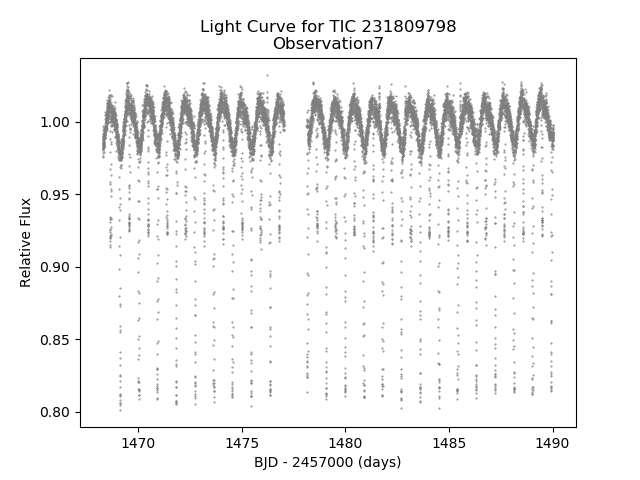 Light Curve for TIC 231809798
Observation7
1.00
0.95
0.90
0.85
0.80
Relative Flux
1470
1475
1480
1485
1490
BJD - 2457000 (days)